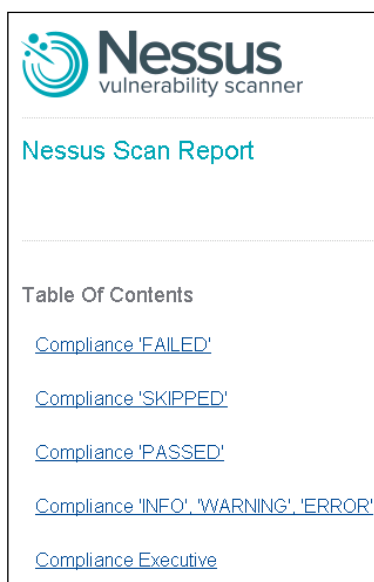 Nessus
vulnerability scanner
Nessus Scan Report
Table Of Contents
Compliance 'FAILED'
Compliance 'SKIPPED'
Compliance 'PASSED'
Compliance 'INFO', 'WARNING', 'ERROR'
Compliance Executive